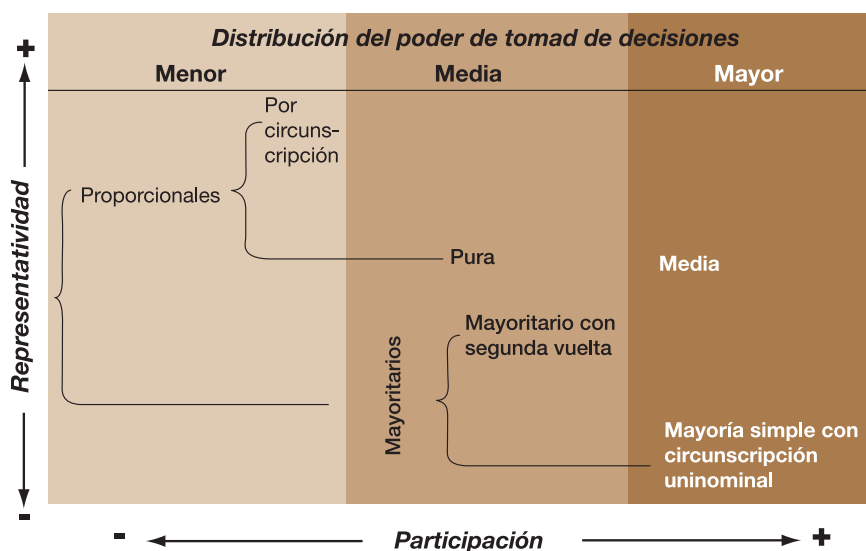 Distribución del poder de tomad de decisiones
+
Menor
Media
Mayor
Por
circuns-
cripción
Proporcionales
Representatividad
Pura
Media
Mayoritarios
Mayoritario con
segunda vuelta
Mayoría simple con
circunscripción
uninominal
-
-
Participación
+